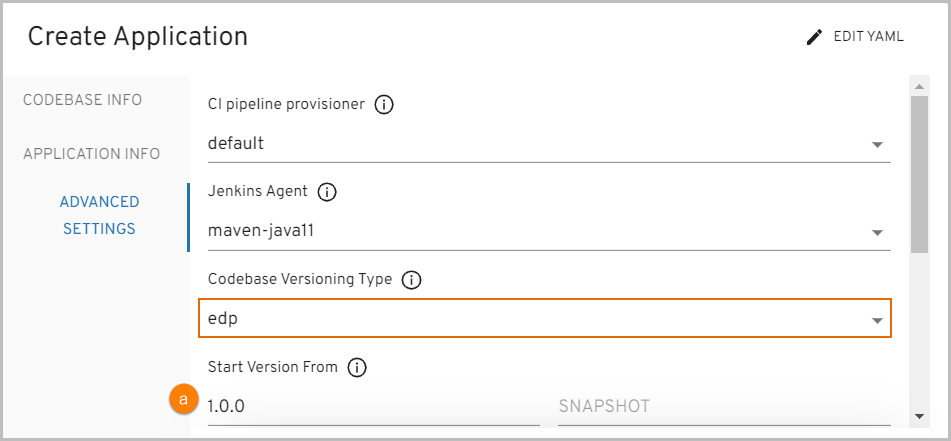 Create Application
EDIT YAML
CODEBASE INFO
APPLICATION INFO
ADVANCED
SETTINGS
CI pipeline provisioner
default
Jenkins Agent
maven-java11
Codebase Versioning Type
edp
Start Version From
a
1.0.0
SNAPSHOT